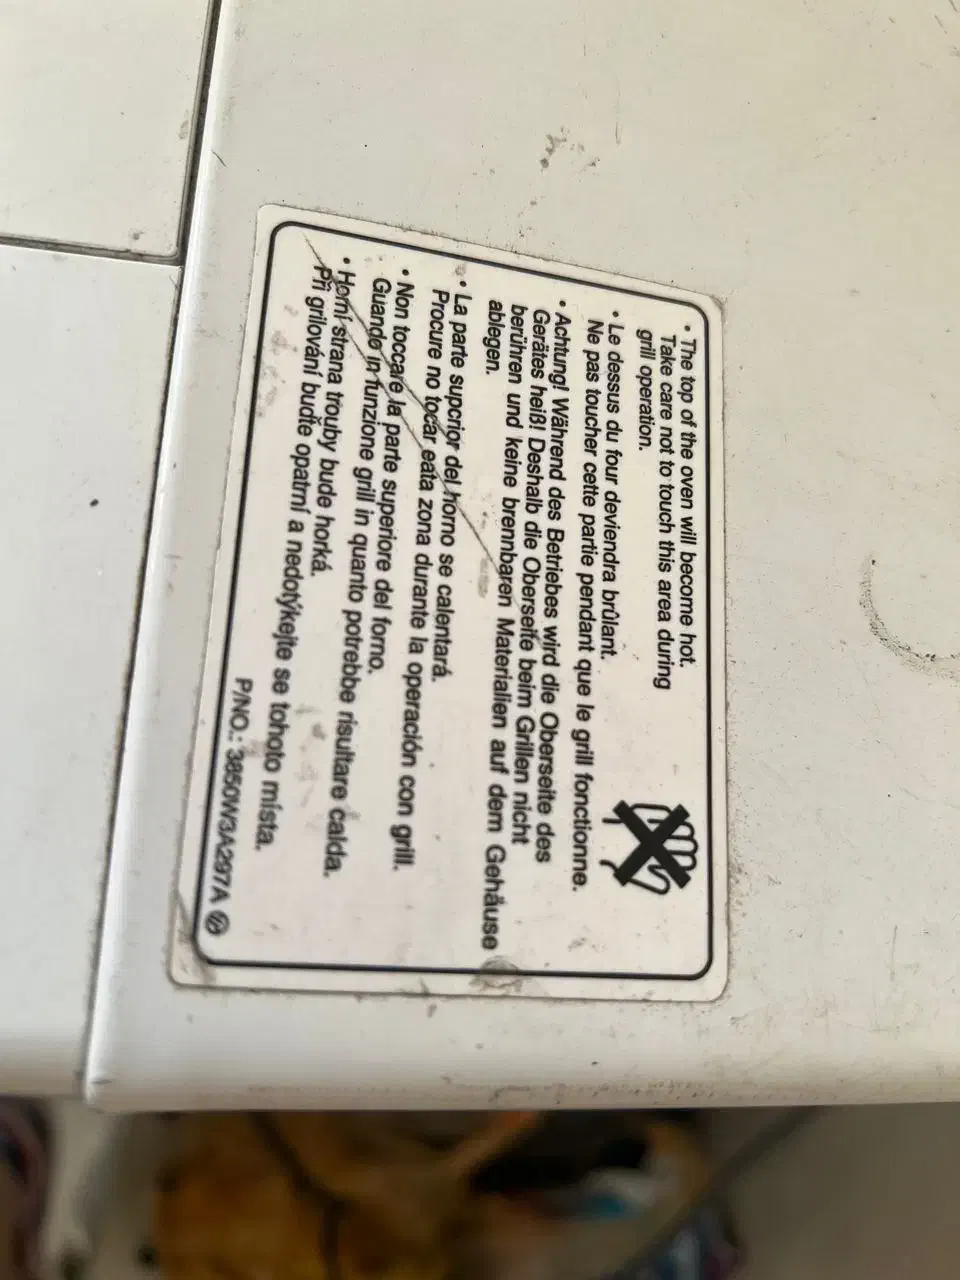 • The top of the oven will become hot.
Take care not to touch this area during
grill operation.
• Le dessus du four deviendra brûlant.
Ne pas toucher cette partie pendant que le grill fonctionne.
• Achtung! Während des Betriebes wird die Oberseite des
Gerätes heiß! Deshalb die Oberseite beim Grillen nicht
berühren und keine brennbaren Materialien auf dem Gehäuse
ablegen.
• La parte supcrior del horno se calentará.
Procure no tocar eata zona durante la operación con grill.
• Non toccare la parte superiore del forno.
Guando in funzione grill in quanto potrebbe risultare calda.
• Horní strana trouby bude horká.
Při grilování buďte opatrní a nedotýkejte se tohoto místa.
P/NO.: 3850W3A297A